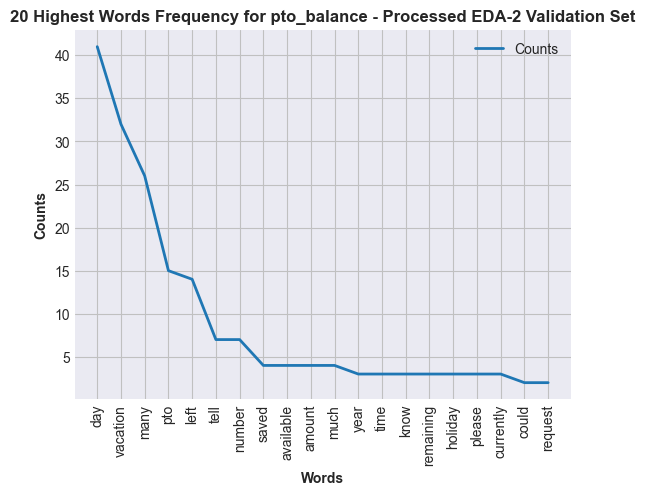 20 Highest Words Frequency for pto_balance - Processed EDA-2 Validation Set
Counts
40
35
30
25
20
15
10
5
Counts
day
vacation
many
pto
left
tell
number
saved
available
amount
much
year
time
know
remaining
holiday
please
currently
could
request
Words